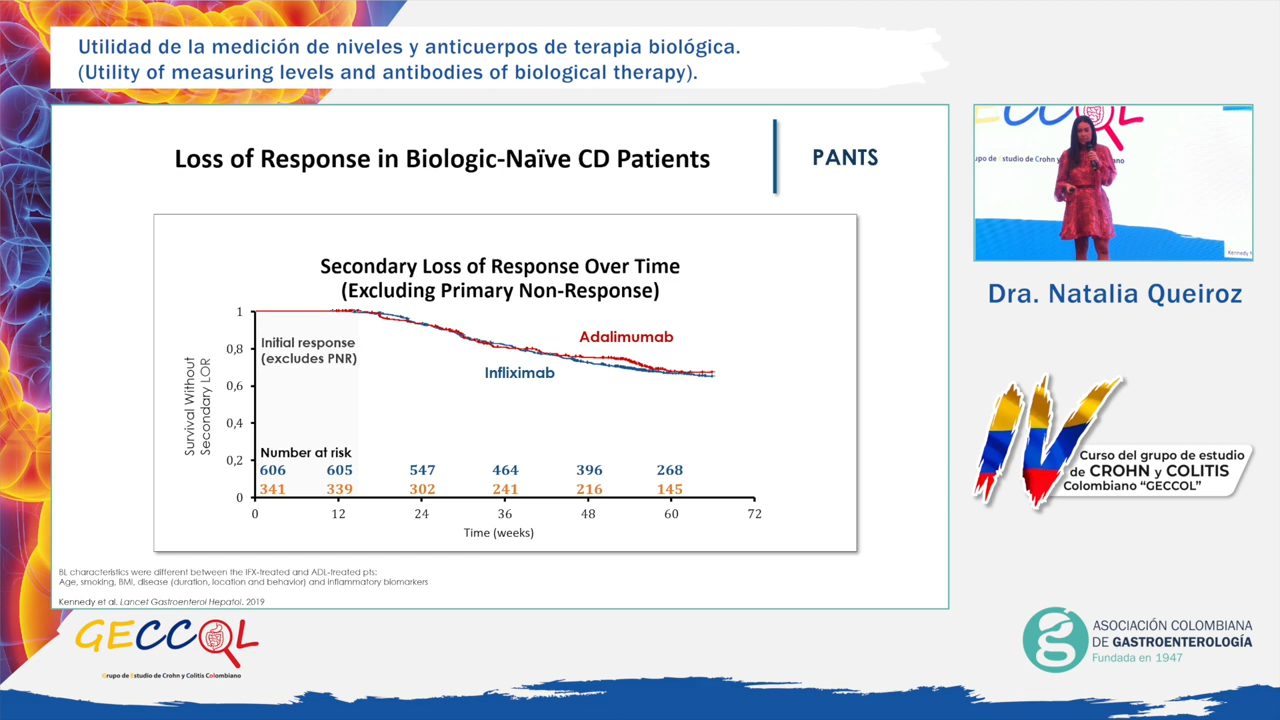 Utilidad de la medición de niveles y anticuerpos de terapia biológica.
(Utility of measuring levels and antibodies of biological therapy).
Loss of Response in Biologic-Naïve CD Patients
PANTS
Secondary Loss of Response Over Time
(Excluding Primary Non-Response)
Survival Without
Secondary LOR
1
0,8
0,6
0,4
0,2
0
Initial response
(excludes PNR)
Adalimumab
Infliximab
Number at risk
606 605 547 464 396 268
341 339 302 241 216 145
0 12 24 36 48 60 72
Time (weeks)
BL characteristics were different between the IFX-treated and ADL-treated pts:
Age, smoking, BMI, disease (duration, location and behavior) and inflammatory biomarkers
Kennedy et al. Lancet Gastroenterol Hepatol. 2019
Dra. Natalia Queiroz
IV
Curso del grupo de estudio
de CROHN y COLITIS
Colombiano “GECCOL”
GECCOL
Grupo de Estudio de Crohn y Colitis Colombiano
ASOCIACIÓN COLOMBIANA
DE GASTROENTEROLOGÍA
Fundada en 1947